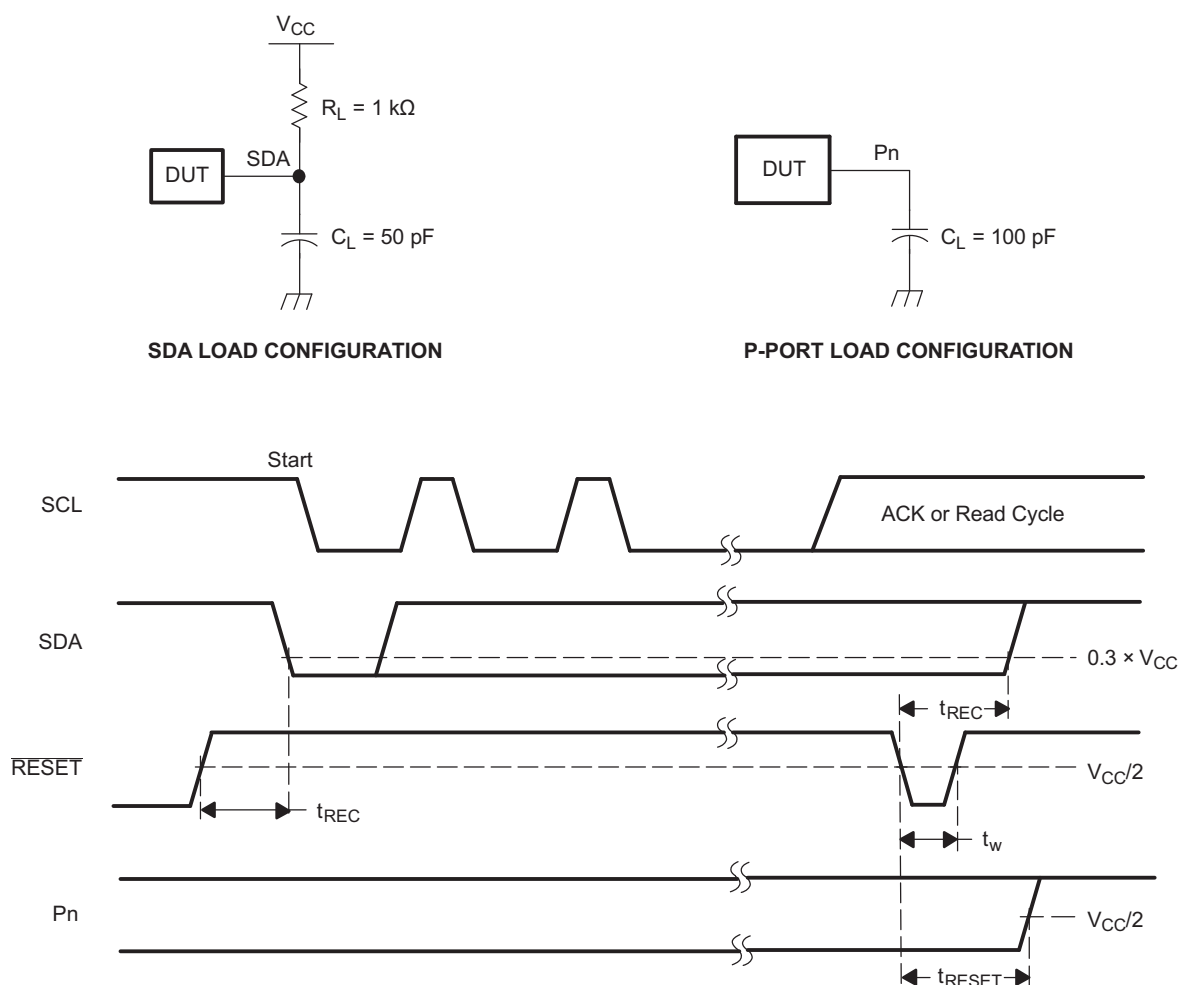 VCC
RL = 1 kΩ
DUT
SDA
CL = 50 pF
SDA LOAD CONFIGURATION
DUT
Pn
CL = 100 pF
P-PORT LOAD CONFIGURATION
Start
SCL
ACK or Read Cycle
SDA
0.3 × VCC
tREC
RESET
VCC/2
tREC
tw
Pn
VCC/2
tRESET